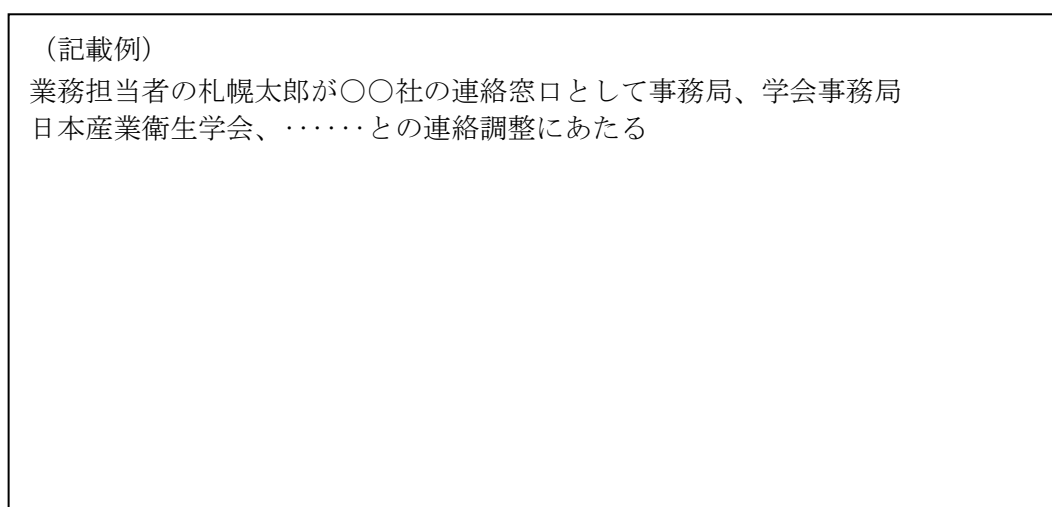 （記載例）
業務担当者の札幌太郎が○○社の連絡窓口として事務局、学会事務局
日本産業衛生学会、‥‥‥との連絡調整にあたる